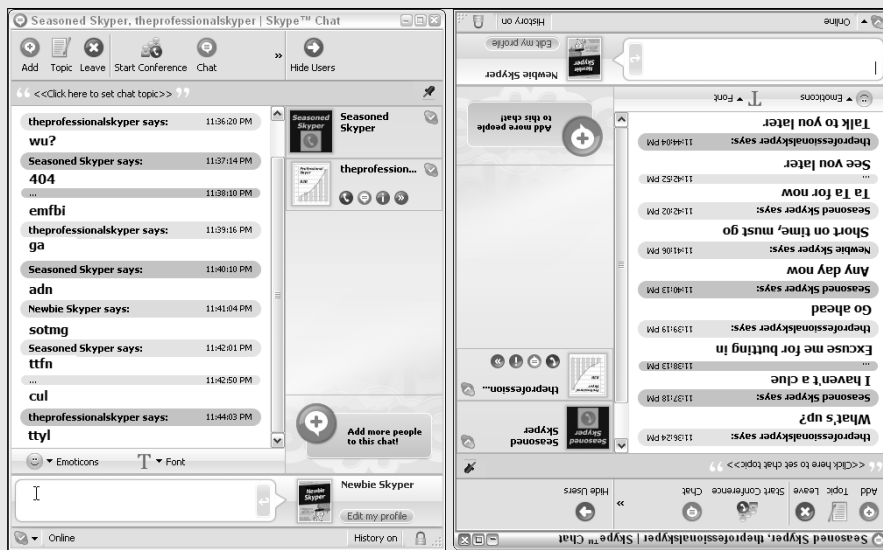 Seasoned Skyper, theprofessionalskyper | Skype™ Chat
Add Topic Leave Start Conference Chat » Hide Users
<<Click here to set chat topic>>
theprofessionalskyper says: 11:36:20 PM
wu?
Seasoned Skyper says: 11:37:14 PM
404
... 11:38:10 PM
emfbi
theprofessionalskyper says: 11:39:16 PM
ga
Seasoned Skyper says: 11:40:10 PM
adn
Newbie Skyper says: 11:41:04 PM
sotmg
Seasoned Skyper says: 11:42:01 PM
ttfn
... 11:42:50 PM
cul
theprofessionalskyper says: 11:44:03 PM
ttyl
Seasoned Skyper
Seasoned
Skyper
theprofession...
Add more people
to this chat!
Emoticons T Font
Newbie Skyper
Newbie Skyper
Edit my profile
Online History on
Seasoned Skyper, theprofessionalskyper | Skype™ Chat
Add Topic Leave Start Conference Chat » Hide Users
<<Click here to set chat topic>>
theprofessionalskyper says: 11:36:24 PM
What's up?
Seasoned Skyper says: 11:37:18 PM
I haven't a clue
... 11:38:13 PM
Excuse me for butting in
theprofessionalskyper says: 11:39:19 PM
Go Ahead
Seasoned Skyper says: 11:40:13 PM
Any day now
Newbie Skyper says: 11:41:06 PM
Short on time, must go
Seasoned Skyper says: 11:42:02 PM
Ta Ta for now
... 11:42:52 PM
See you later
theprofessionalskyper says: 11:44:04 PM
Talk to you later
Seasoned Skyper
Seasoned
Skyper
theprofession...
Add more people
to this chat!
Emoticons T Font
Newbie Skyper
Newbie Skyper
Edit my profile
Online History on